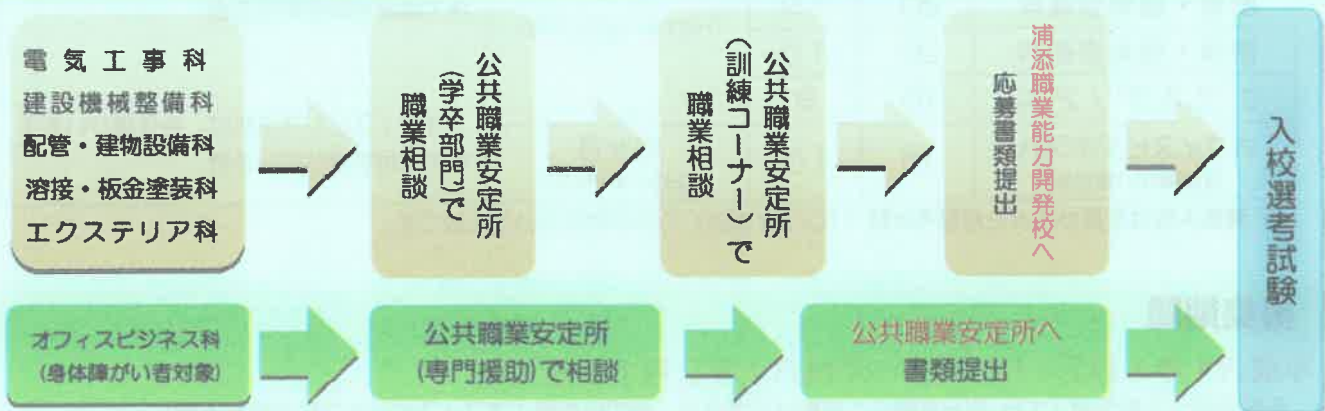 電気工事科
建設機械整備科
配管・建物設備科
溶接・板金塗装科
エクステリア科
公共職業安定所
(学卒部門)で
職業相談
公共職業安定所
(訓練コーナー)で
職業相談
浦添職業能力開発校へ
応募書類提出
入校選考試験
オフィスビジネス科
(身体障がい者対象)
公共職業安定所
(専門援助)で相談
公共職業安定所へ
書類提出